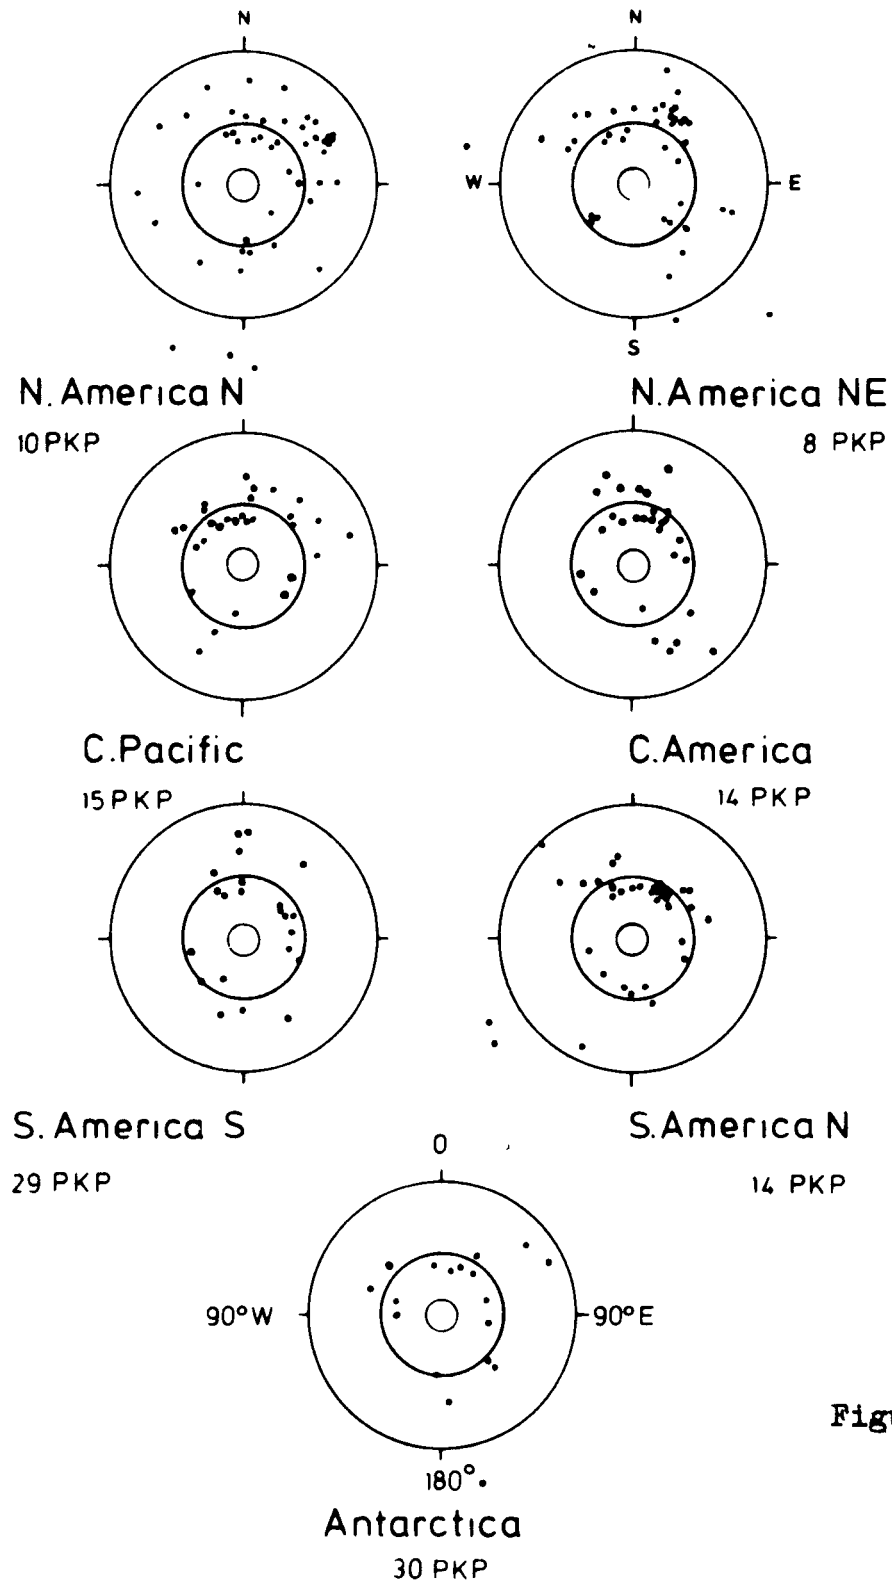 N N
W E
S
N. America N N. America NE
10 PKP 8 PKP
C. Pacific C. America
15 PKP 14 PKP
S. America S S. America N
29 PKP 14 PKP
0
90°W 90°E
180°
Antarctica
30 PKP